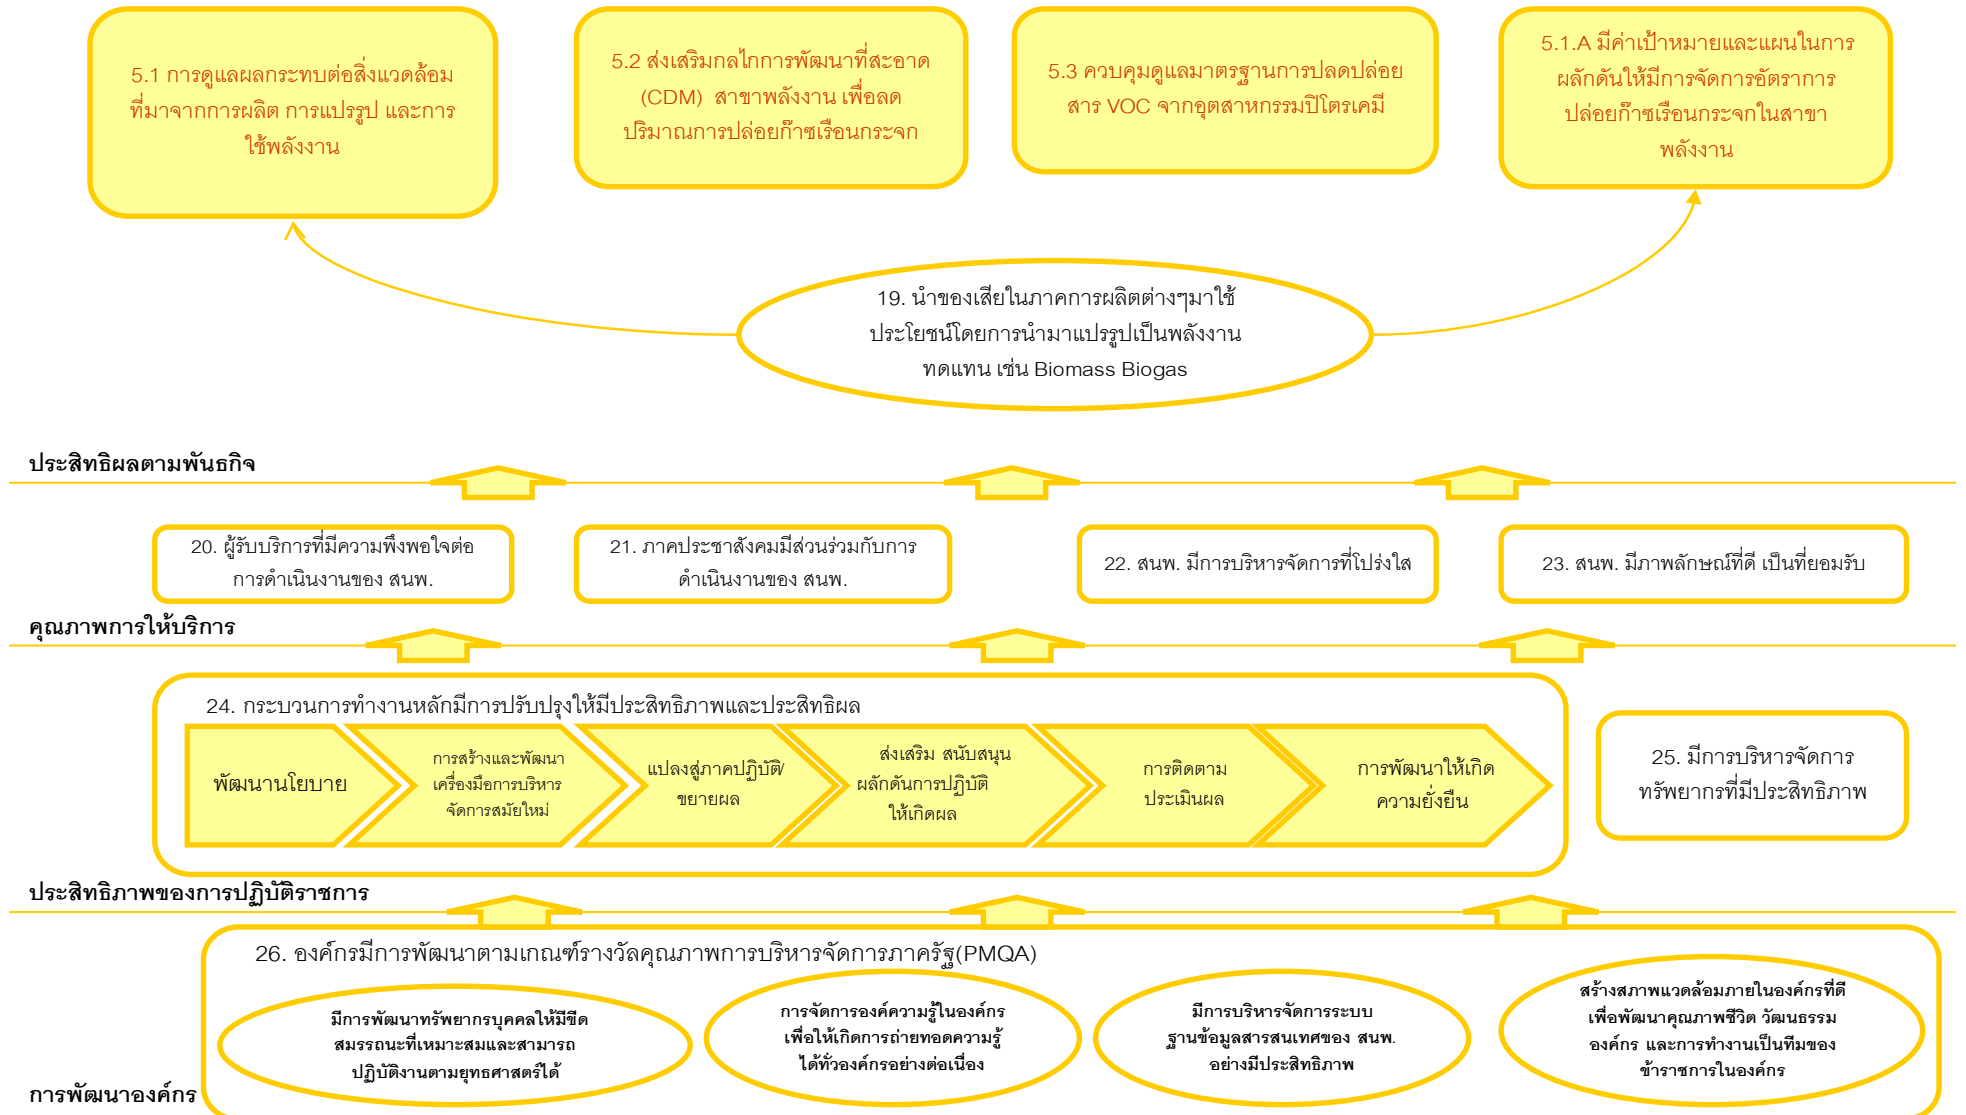 5.1 การดูแลผลกระทบต่อสิ่งแวดล้อม
ที่มาจากการผลิต การแปรรูป และการ
ใช้พลังงาน
5.2 ส่งเสริมกลไกการพัฒนาที่สะอาด
(CDM) สาขาพลังงาน เพื่อลด
ปริมาณการปล่อยก๊าซเรือนกระจก
5.3 ควบคุมดูแลมาตรฐานการปลดปล่อย
สาร VOC จากอุตสาหกรรมปิโตรเคมี
5.1.A มีค่าเป้าหมายและแผนในการ
ผลักดันให้มีการจัดการอัตราการ
ปล่อยก๊าซเรือนกระจกในสาขา
พลังงาน
19. นำของเสียในภาคการผลิตต่างๆมาใช้
ประโยชน์โดยการนำมาแปรรูปเป็นพลังงาน
ทดแทน เช่น Biomass Biogas
ประสิทธิผลตามพันธกิจ
20. ผู้รับบริการที่มีความพึงพอใจต่อ
การดำเนินงานของ สนพ.
21. ภาคประชาสังคมมีส่วนร่วมกับการ
ดำเนินงานของ สนพ.
22. สนพ. มีการบริหารจัดการที่โปร่งใส
23. สนพ. มีภาพลักษณ์ที่ดี เป็นที่ยอมรับ
คุณภาพการให้บริการ
24. กระบวนการทำงานหลักมีการปรับปรุงให้มีประสิทธิภาพและประสิทธิผล
พัฒนานโยบาย
การสร้างและพัฒนา
เครื่องมือการบริหาร
จัดการสมัยใหม่
แปลงสู่ภาคปฏิบัติ/
ขยายผล
ส่งเสริม สนับสนุน
ผลักดันการปฏิบัติ
ให้เกิดผล
การติดตาม
ประเมินผล
การพัฒนาให้เกิด
ความยั่งยืน
25. มีการบริหารจัดการ
ทรัพยากรที่มีประสิทธิภาพ
ประสิทธิภาพของการปฏิบัติราชการ
26. องค์กรมีการพัฒนาตามเกณฑ์รางวัลคุณภาพการบริหารจัดการภาครัฐ(PMQA)
มีการพัฒนาทรัพยากรบุคคลให้มีขีด
สมรรถนะที่เหมาะสมและสามารถ
ปฏิบัติงานตามยุทธศาสตร์ได้
การจัดการองค์ความรู้ในองค์กร
เพื่อให้เกิดการถ่ายทอดความรู้
ได้ทั่วองค์กรอย่างต่อเนื่อง
มีการบริหารจัดการระบบ
ฐานข้อมูลสารสนเทศของ สนพ.
อย่างมีประสิทธิภาพ
สร้างสภาพแวดล้อมภายในองค์กรที่ดี
เพื่อพัฒนาคุณภาพชีวิต วัฒนธรรม
องค์กร และการทำงานเป็นทีมของ
ข้าราชการในองค์กร
การพัฒนาองค์กร